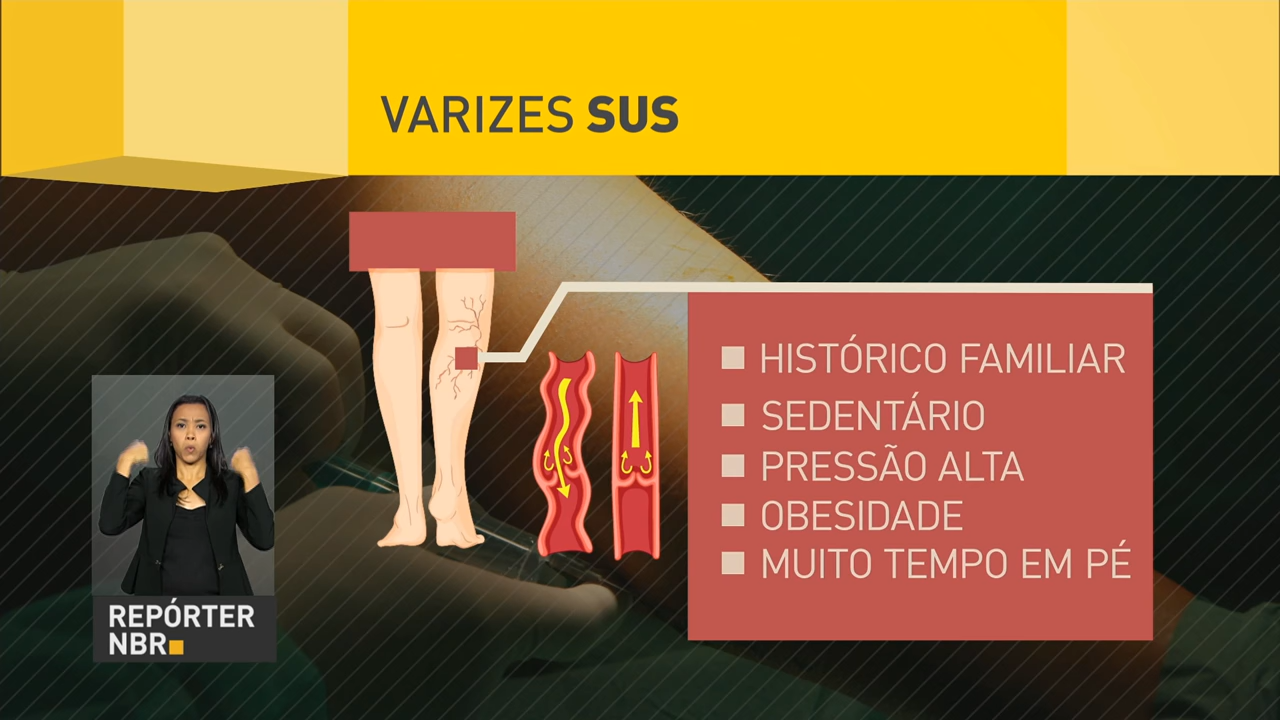 VARIZES SUS
HISTÓRICO FAMILIAR
SEDENTÁRIO
PRESSÃO ALTA
OBESIDADE
MUITO TEMPO EM PÉ
REPÓRTER
NBR